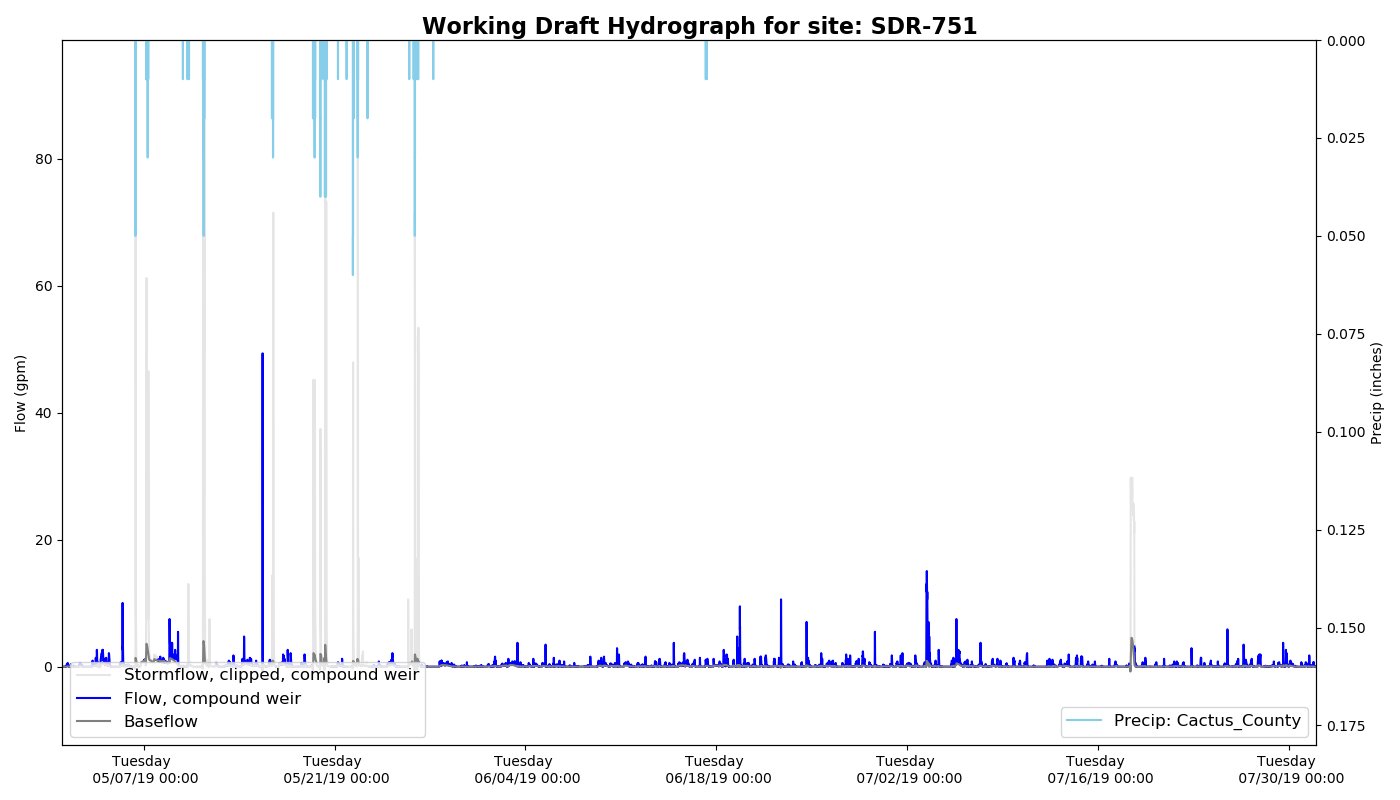 Working Draft Hydrograph for site: SDR-751
80
60
40
20
0
Flow (gpm)
0.000
0.025
0.050
0.075
0.100
0.125
0.150
0.175
Precip (inches)
Stormflow, clipped, compound weir
Flow, compound weir
Baseflow
Precip: Cactus_County
Tuesday
05/07/19 00:00
Tuesday
05/21/19 00:00
Tuesday
06/04/19 00:00
Tuesday
06/18/19 00:00
Tuesday
07/02/19 00:00
Tuesday
07/16/19 00:00
Tuesday
07/30/19 00:00